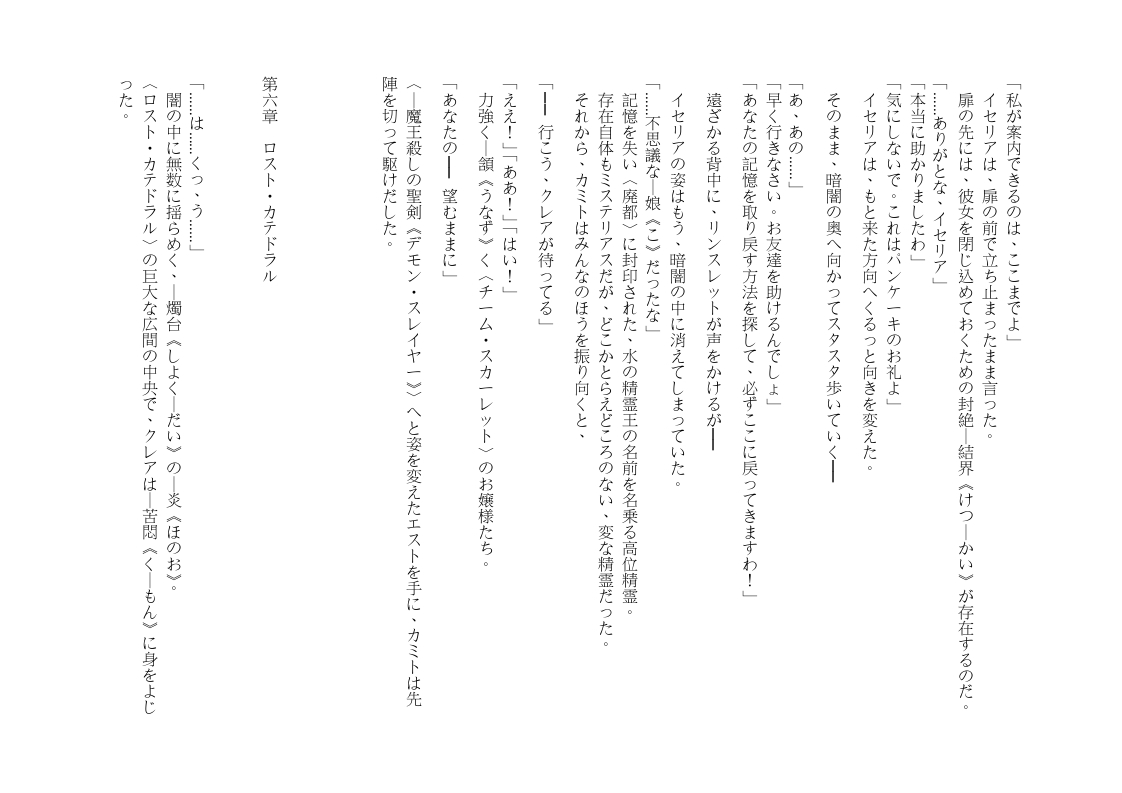 「私が案内できるのは、ここまでよ」
イセリアは、扉の前で立ち止まったまま言った。
扉の先には、彼女を閉じ込めておくための封絶―結界《けつ―かい》が存在するのだ。
「……ありがとな、イセリア」
「本当に助かりましたわ」
「気にしないで。これはパンケーキのお礼よ」
イセリアは、もと来た方向へくるっと向きを変えた。
そのまま、暗闇の奥へ向かってスタスタ歩いていく━━
「あ、あの……」
「早く行きなさい。お友達を助けるんでしょ」
「あなたの記憶を取り戻す方法を探して、必ずここに戻ってきますわ！」
遠ざかる背中に、リンスレットが声をかけるが━━
イセリアの姿はもう、暗闇の中に消えてしまっていた。
「……不思議な―娘《こ》だったな」
記憶を失い〈廃都〉に封印された、水の精霊王の名前を名乗る高位精霊。
存在自体もミステリアスだが、どこかとらえどころのない、変な精霊だった。
それから、カミトはみんなのほうを振り向くと、
「━━ 行こう、クレアが待ってる」
「ええ！」「ああ！」「はい！」
力強く―頷《うなず》く〈チーム・スカーレット〉のお嬢様たち。
「あなたの━━ 望むままに」
〈―魔王殺しの聖剣《デモン・スレイヤー》〉へと姿を変えたエストを手に、カミトは先
陣を切って駆けだした。
第六章　ロスト・カテドラル
「……は……くっ、う……」
闇の中に無数に揺らめく、―燭台《しよく―だい》の―炎《ほのお》。
〈ロスト・カテドラル〉の巨大な広間の中央で、クレアは―苦悶《く―もん》に身をよじ
った。